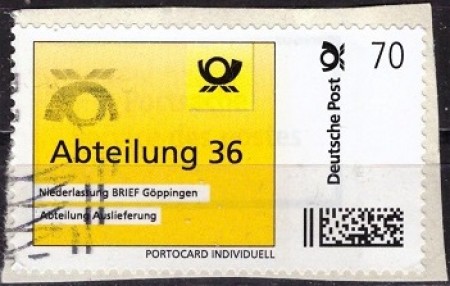 Abteilung 36
Niederlassung BRIEF Göppingen
Abteilung Auslieferung
PORTOCARD INDIVIDUELL
Deutsche Post
70